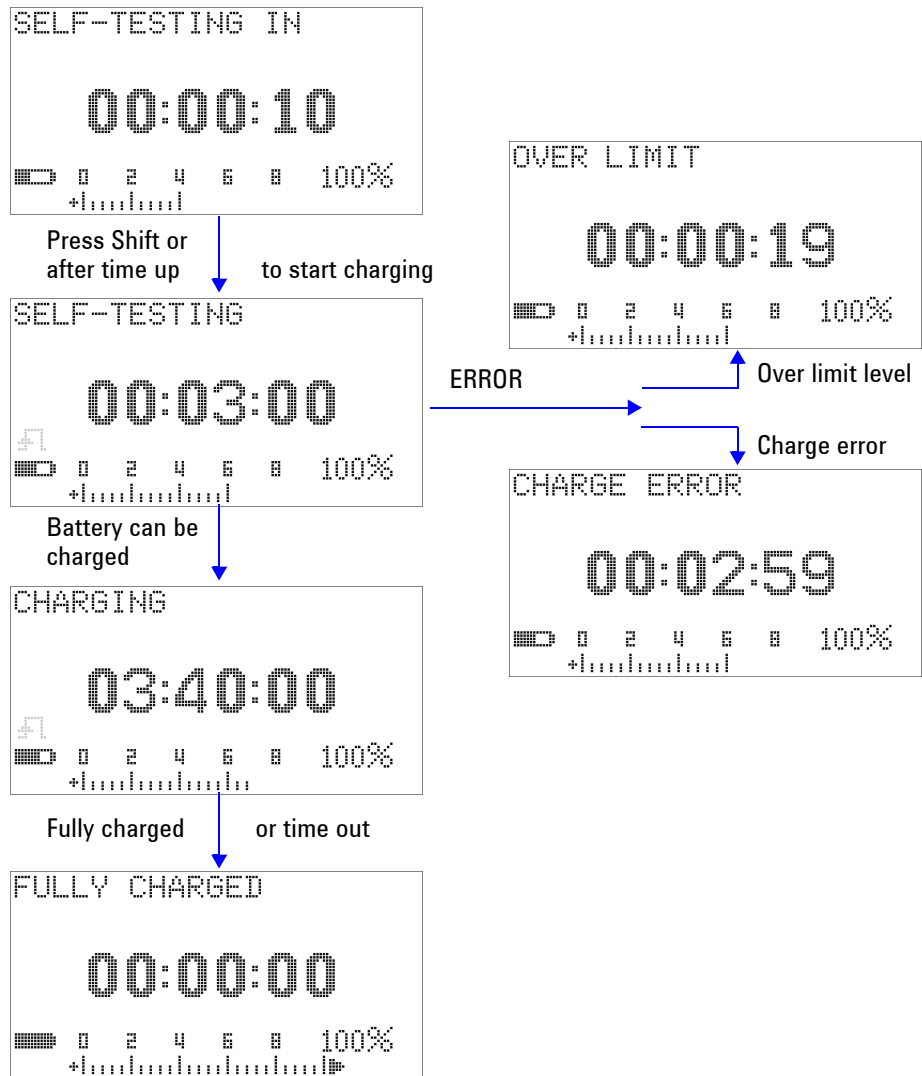 SELF-TESTING IN
00:00:10
0 2 4 6 8 100%
Press Shift or
after time up
to start charging
SELF-TESTING
00:03:00
0 2 4 6 8 100%
Battery can be
charged
CHARGING
03:40:00
0 2 4 6 8 100%
Fully charged
or time out
FULLY CHARGED
00:00:00
0 2 4 6 8 100%
ERROR
OVER LIMIT
00:00:19
0 2 4 6 8 100%
Over limit level
Charge error
CHARGE ERROR
00:02:59
0 2 4 6 8 100%